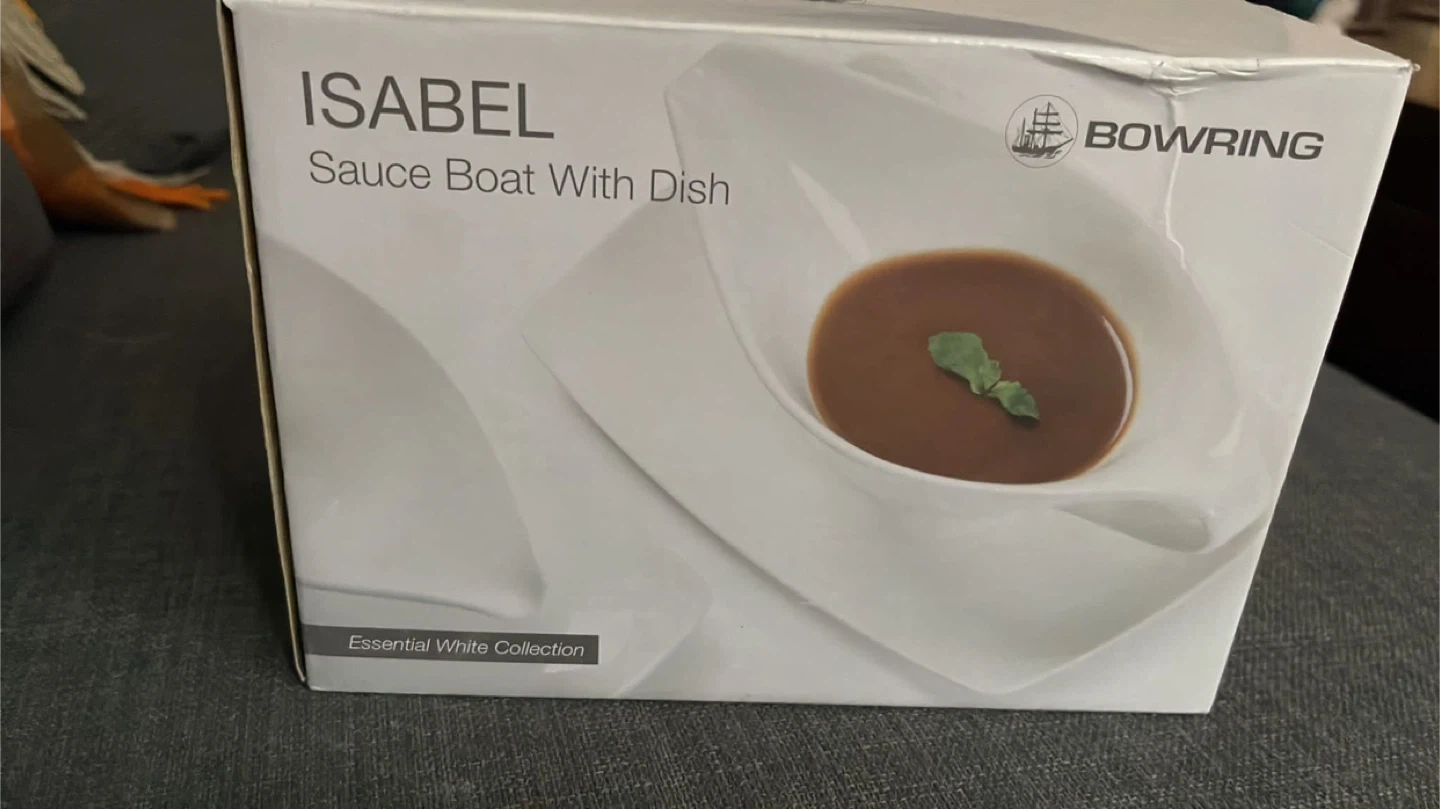 ISABEL
Sauce Boat With Dish
BOWRING
Essential White Collection